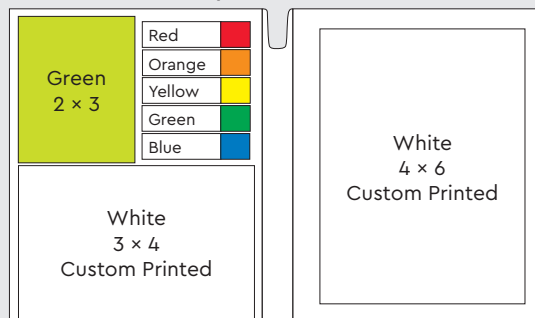 Green
2 × 3
Red
Orange
Yellow
Green
Blue
White
3 × 4
Custom Printed
White
4 × 6
Custom Printed